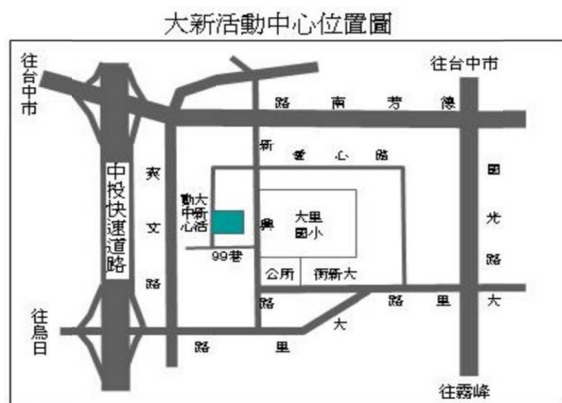 大新活動中心位置圖
往台中市
往台中市
德芳南路
愛心路
新興路
爽文路
國光路
中投快速道路
大新活動中心
大里國小
99巷
公所
大新街
大里路
大里路
往烏日
往霧峰